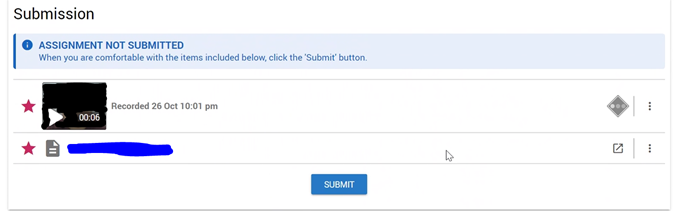 Submission
ASSIGNMENT NOT SUBMITTED
When you are comfortable with the items included below, click the 'Submit' button.
00:06
Recorded 26 Oct 10:01 pm
SUBMIT